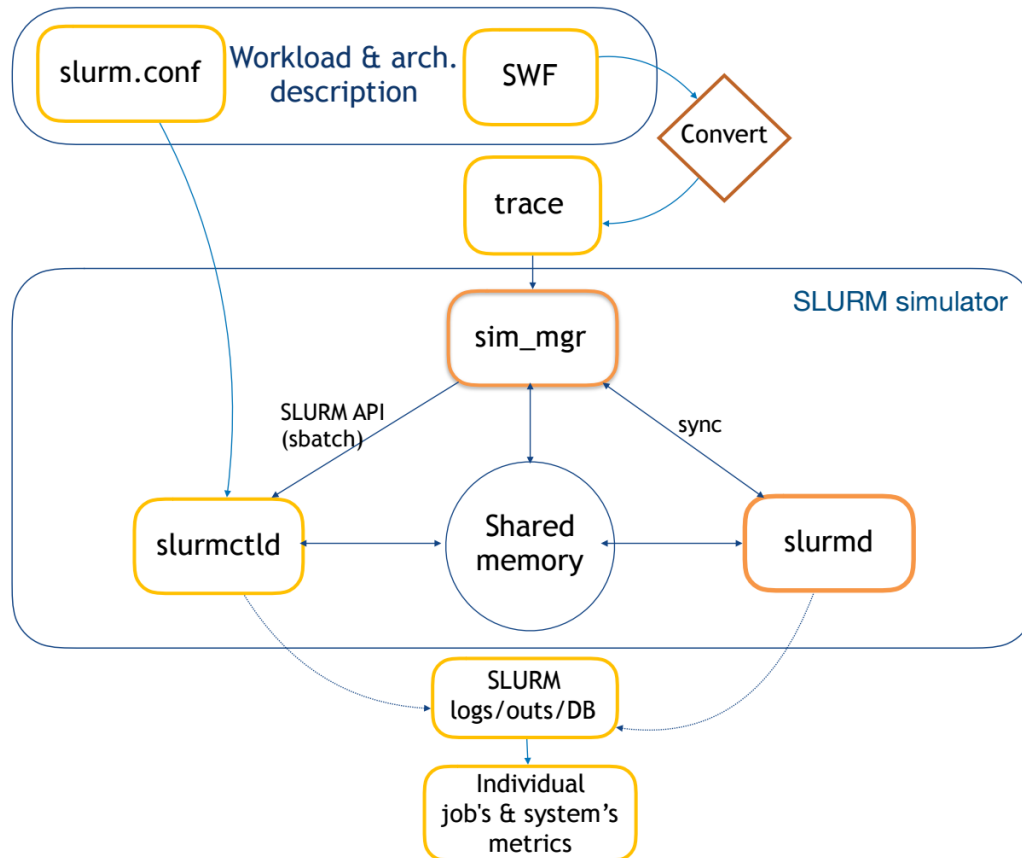 slurm.conf
Workload & arch.
description
SWF
Convert
trace
SLURM simulator
sim_mgr
SLURM API
(sbatch)
sync
slurmctld
Shared
memory
slurmd
SLURM
logs/outs/DB
Individual
job's & system’s
metrics